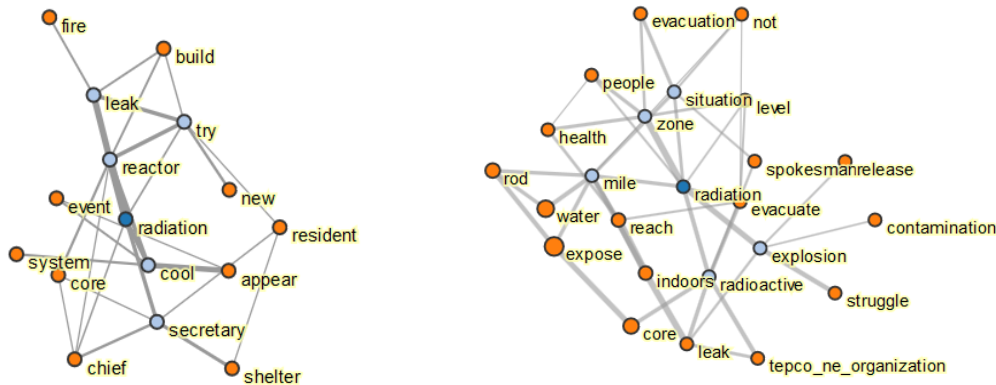 fire
build
leak
try
reactor
new
event
radiation
resident
system
cool
core
appear
secretary
chief
shelter
evacuation
not
people
situation
level
zone
health
spokesman
release
rod
mile
radiation
water
reach
evacuate
contamination
expose
explosion
indoors
radioactive
struggle
core
leak
tepco_ne_organization